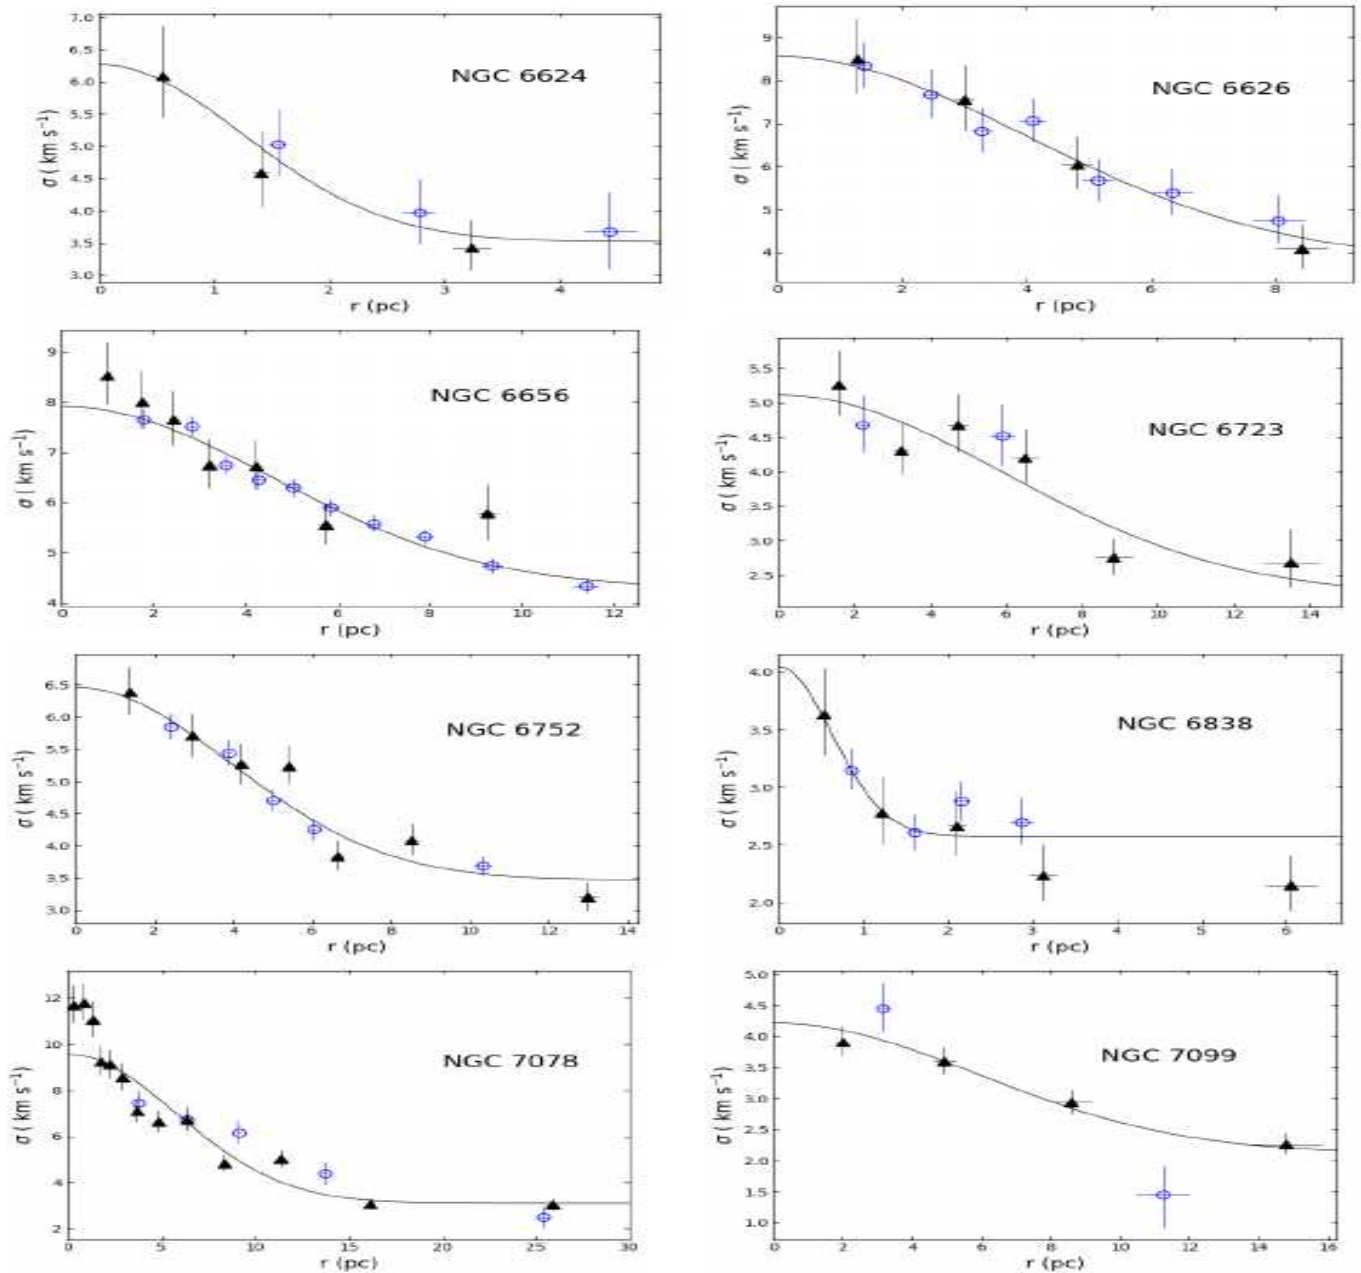 7.0
6.5
6.0
5.5
5.0
4.5
4.0
3.5
3.0
σ ( km s⁻¹)
NGC 6624
0 1 2 3 4
r (pc)
9
8
7
6
5
4
σ ( km s⁻¹)
NGC 6626
0 2 4 6 8
r (pc)
9
8
7
6
5
4
σ ( km s⁻¹)
NGC 6656
0 2 4 6 8 10 12
r (pc)
5.5
5.0
4.5
4.0
3.5
3.0
2.5
σ ( km s⁻¹)
NGC 6723
0 2 4 6 8 10 12 14
r (pc)
6.5
6.0
5.5
5.0
4.5
4.0
3.5
3.0
σ ( km s⁻¹)
NGC 6752
0 2 4 6 8 10 12 14
r (pc)
4.0
3.5
3.0
2.5
2.0
σ ( km s⁻¹)
NGC 6838
0 1 2 3 4 5 6
r (pc)
12
10
8
6
4
2
σ ( km s⁻¹)
NGC 7078
0 5 10 15 20 25 30
r (pc)
5.0
4.5
4.0
3.5
3.0
2.5
2.0
1.5
1.0
σ ( km s⁻¹)
NGC 7099
0 2 4 6 8 10 12 14 16
r (pc)